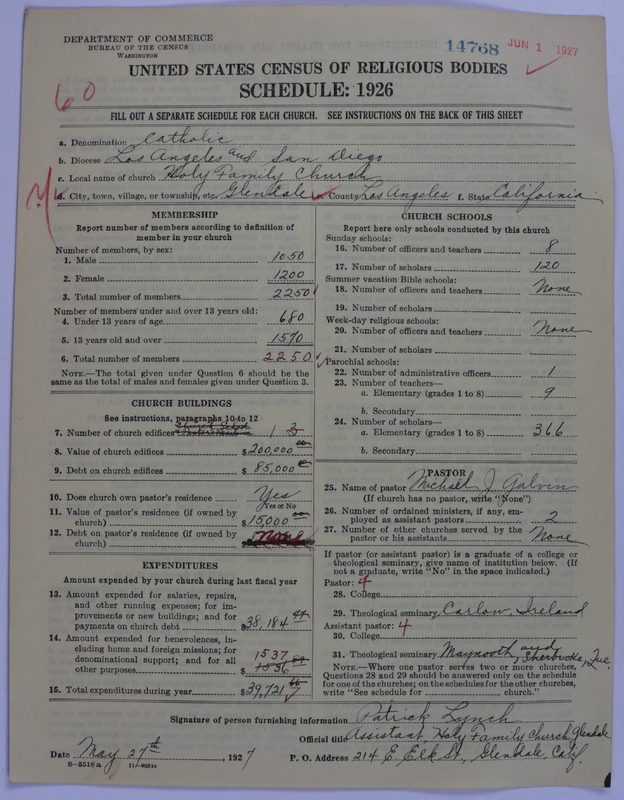 DEPARTMENT OF COMMERCE
BUREAU OF THE CENSUS
WASHINGTON
14768 JUN 1 1927
UNITED STATES CENSUS OF RELIGIOUS BODIES
SCHEDULE: 1926
60
FILL OUT A SEPARATE SCHEDULE FOR EACH CHURCH. SEE INSTRUCTIONS ON THE BACK OF THIS SHEET
a. Denomination Catholic
b. Diocese Los Angeles and San Diego
c. Local name of church Holy Family Church
d. City, town, village, or township, etc. Glendale e. County Los Angeles f. State California
MEMBERSHIP
Report number of members according to definition of
member in your church
Number of members, by sex:
1. Male 1050
2. Female 1200
3. Total number of members 2250
Number of members under and over 13 years old:
4. Under 13 years of age 680
5. 13 years old and over 1570
6. Total number of members 2250
NOTE.—The total given under Question 6 should be
same as the total of males and females given under Question 3.
CHURCH BUILDINGS
See instructions, paragraphs 10 to 12
7. Number of church edifices 1 3
8. Value of church edifices $200,000 00
9. Debt on church edifices $85,000 00
10. Does church own pastor's residence Yes
(Yes or No)
11. Value of pastor's residence (if owned by
church) $15,000 00
12. Debt on pastor's residence (if owned by
church) $ none
EXPENDITURES
Amount expended by your church during last fiscal year
13. Amount expended for salaries, repairs,
and other running expenses; for im-
provements or new buildings; and for
payments on church debt $38,184
14. Amount expended for benevolences, in-
cluding home and foreign missions; for
denominational support; and for all
other purposes 1537
$1536
15. Total expenditures during year $39,721
CHURCH SCHOOLS
Report here only schools conducted by this church
Sunday schools:
16. Number of officers and teachers 8
17. Number of scholars 120
Summer vacation Bible schools:
18. Number of officers and teachers None
19. Number of scholars
Week-day religious schools:
20. Number of officers and teachers None
21. Number of scholars
Parochial schools:
22. Number of administrative officers 1
23. Number of teachers—
a. Elementary (grades 1 to 8) 9
b. Secondary
24. Number of scholars—
a. Elementary (grades 1 to 8) 366
b. Secondary
PASTOR
25. Name of pastor Michael J Galvin
(If church has no pastor, write "None")
26. Number of ordained ministers, if any, em-
ployed as assistant pastors 2
27. Number of other churches served by the
pastor or his assistants None
If pastor (or assistant pastor) is a graduate of a college or
theological seminary, give name of institution below. (If
not a graduate, write "No" in the space indicated.)
Pastor: 4
28. College
29. Theological seminary Carlow, Ireland
Assistant pastor: 4
30. College
31. Theological seminary Maynooth, and Sherbrooke, Que.
NOTE.—Where one pastor serves two or more churches,
Questions 28 and 29 should be answered only on the schedule
for one of the churches; on the schedules for the other churches,
write "See schedule for church."
Signature of person furnishing information Patrick Lynch
Official title Assistant, Holy Family Church, Glendale
Date May 27th, 1927 P. O. Address 214 E. Elk St, Glendale, Calif.
8—5516 a 11—9054a